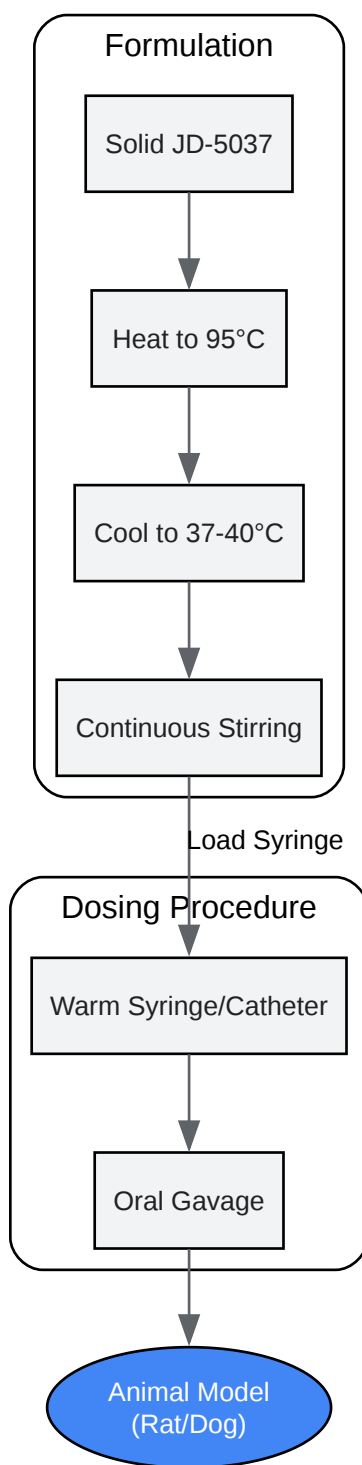 Formulation
Solid JD-5037
Heat to 95°C
Cool to 37-40°C
Continuous Stirring
Load Syringe
Dosing Procedure
Warm Syringe/Catheter
Oral Gavage
Animal Model
(Rat/Dog)